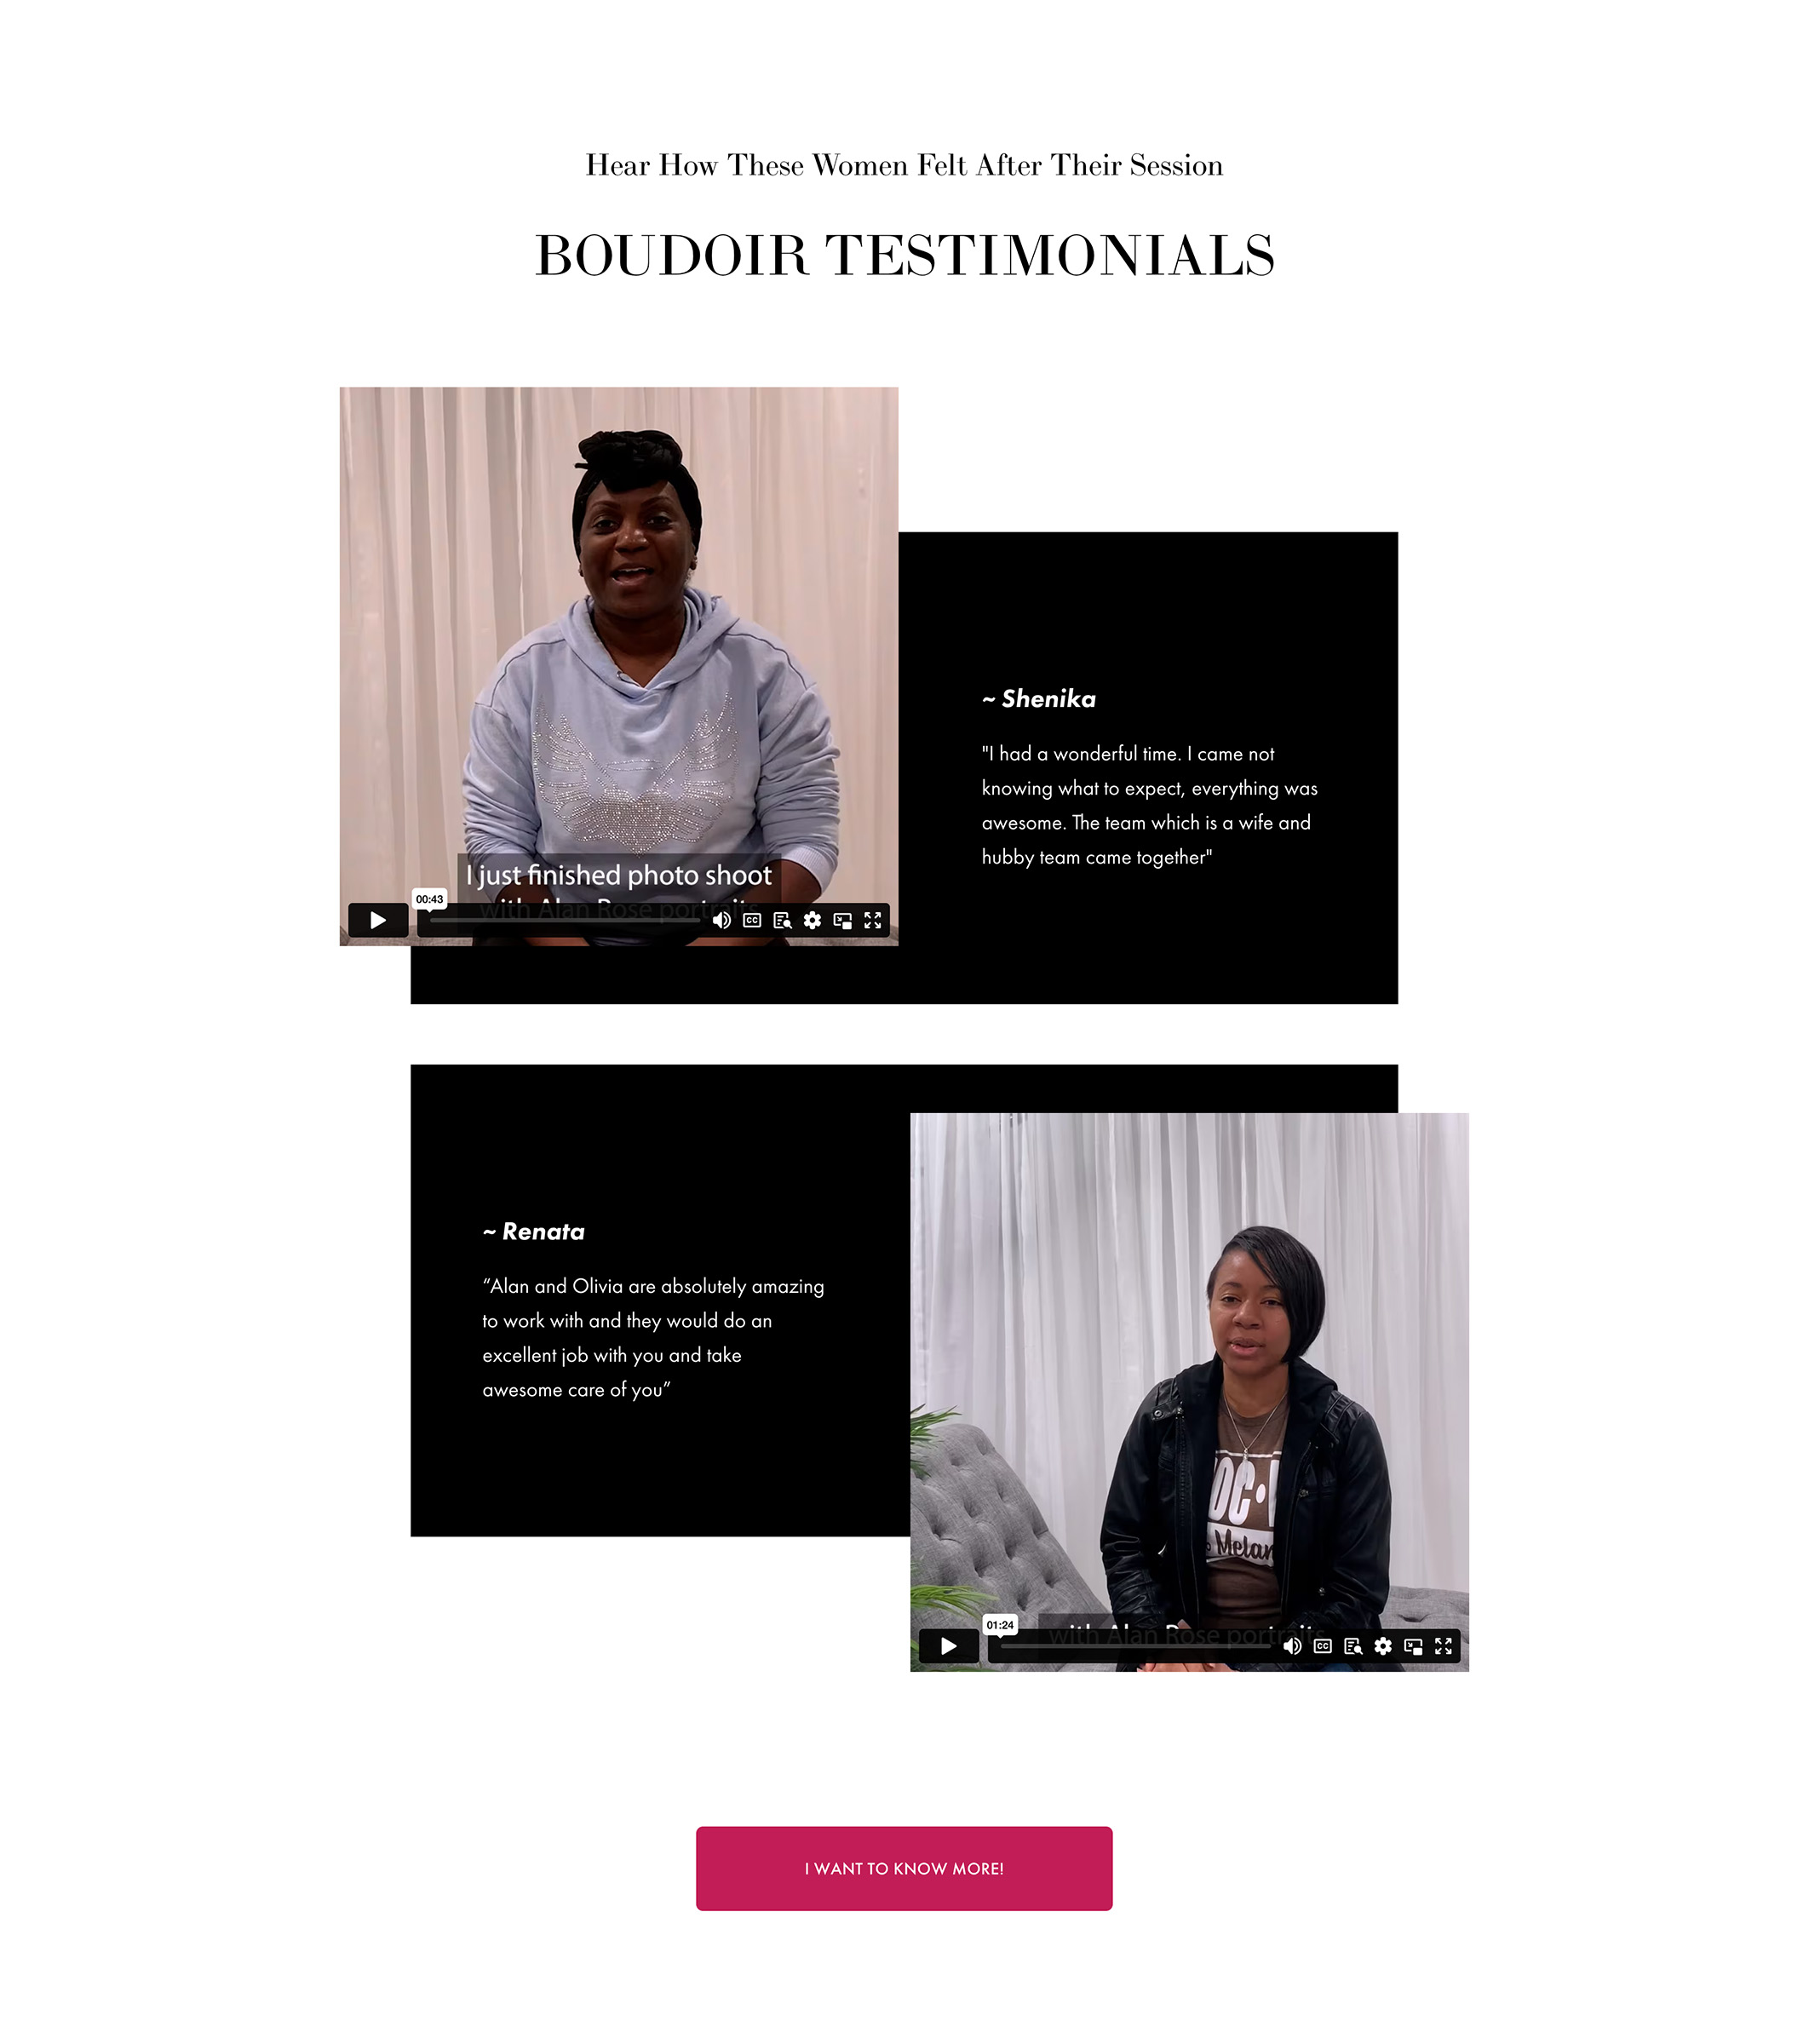 Hear How These Women Felt After Their Session
BOUDOIR TESTIMONIALS
I just finished photo shoot
with Alan Rose portraits
00:43
CC
~ Shenika
"I had a wonderful time. I came not
knowing what to expect, everything was
awesome. The team which is a wife and
hubby team came together"
~ Renata
“Alan and Olivia are absolutely amazing
to work with and they would do an
excellent job with you and take
awesome care of you”
OC·
Melan
with Alan Rose portraits
01:24
CC
I WANT TO KNOW MORE!